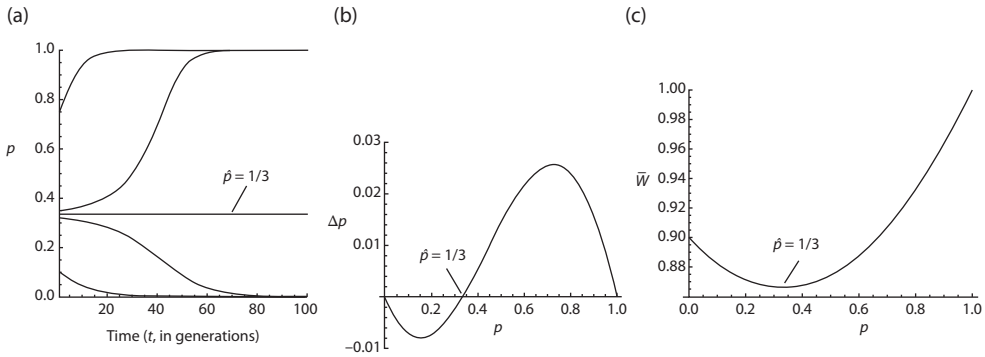 (a)
1.0
0.8
p
0.6
p̂ = 1/3
0.4
0.2
0.0
20 40 60 80 100
Time (t, in generations)
(b)
0.03
Δp
0.01
p̂ = 1/3
0.2 0.4 0.6 0.8 1.0
p
−0.01
(c)
1.00
0.98
0.96
0.94
W̅
0.92
0.90
0.88
p̂ = 1/3
0.0 0.2 0.4 0.6 0.8 1.0
p